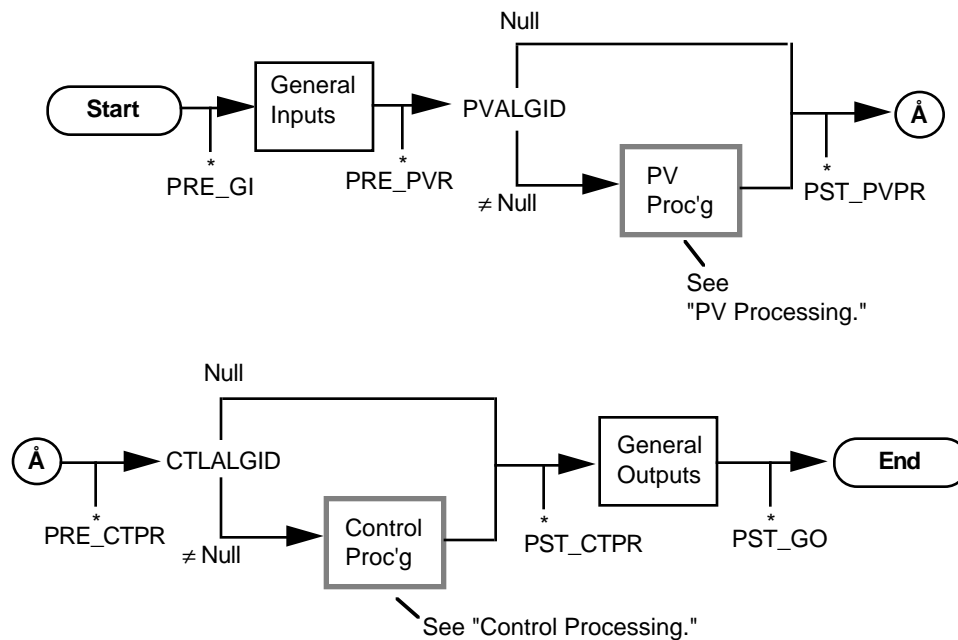 Null
General
Inputs
Start
PVALGID
Å
*
PRE_GI
*
PRE_PVR
≠ Null
PV
Proc'g
*
PST_PVPR
See
"PV Processing."
Null
Å
CTLALGID
General
Outputs
End
*
PRE_CTPR
≠ Null
Control
Proc'g
*
PST_CTPR
*
PST_GO
See "Control Processing."